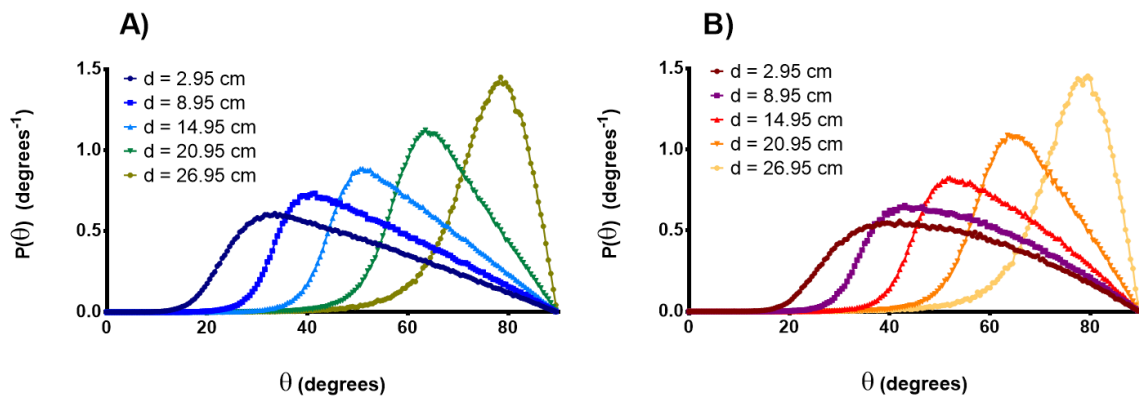 A)
d = 2.95 cm
d = 8.95 cm
d = 14.95 cm
d = 20.95 cm
d = 26.95 cm
P(θ) (degrees⁻¹)
1.5
1.0
0.5
0.0
0 20 40 60 80
θ (degrees)
B)
d = 2.95 cm
d = 8.95 cm
d = 14.95 cm
d = 20.95 cm
d = 26.95 cm
P(θ) (degrees⁻¹)
1.5
1.0
0.5
0.0
0 20 40 60 80
θ (degrees)